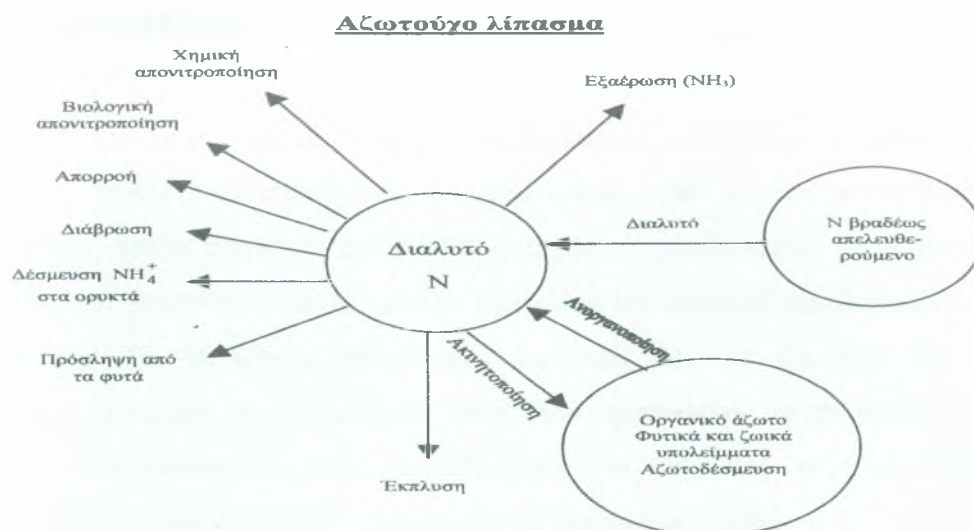 Αζωτούχο λίπασμα
Χημική
απονιτροποίηση
Εξαέρωση (NH₃)
Βιολογική
απονιτροποίηση
Απορροή
Διάβρωση
Δέσμευση NH₄⁺
στα ορυκτά
Πρόσληψη από
τα φυτά
Διαλυτό
N
Διαλυτό
N βραδέως
απελευθε-
ρούμενο
Ανοργανοποίηση
Ακινητοποίηση
Έκπλυση
Οργανικό άζωτο
Φυτικά και ζωικά
υπολείμματα
Αζωτοδέσμευση